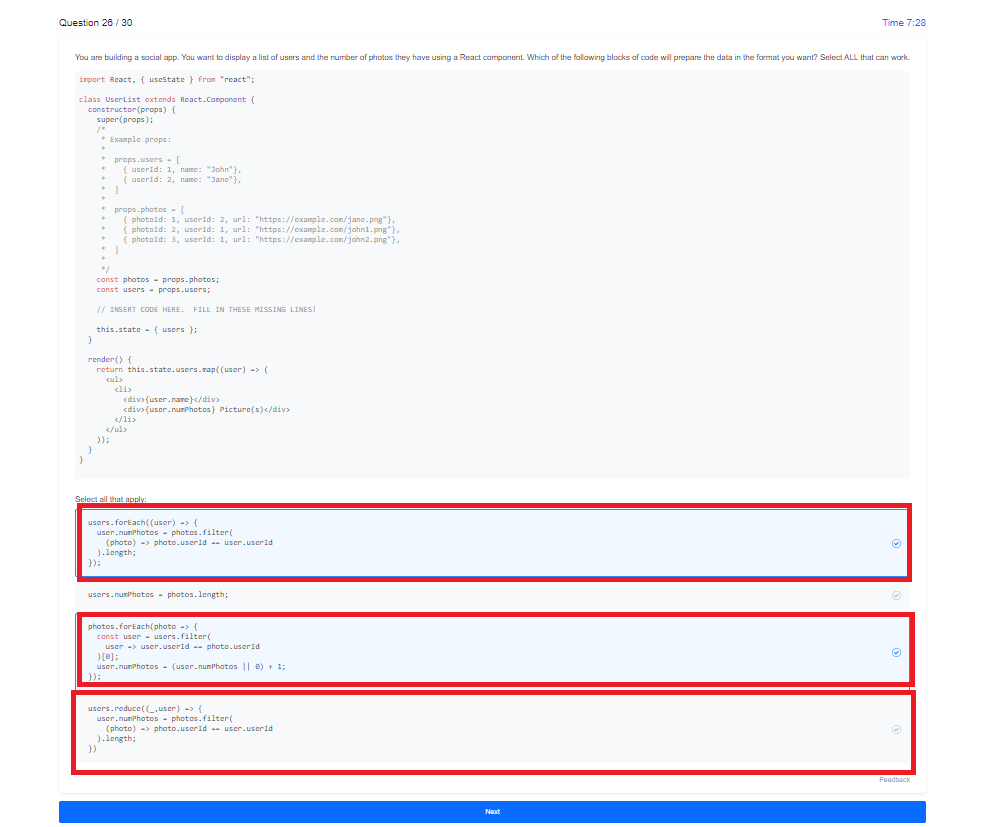 Question 26 / 30
Time 7:28
You are building a social app. You want to display a list of users and the number of photos they have using a React component. Which of the following blocks of code will prepare the data in the format you want? Select ALL that can work.
import React, { useState } from "react";
class UserList extends React.Component {
constructor(props) {
super(props);
/*
* Example props:
*
* props.users = [
* { userId: 1, name: "John"},
* { userId: 2, name: "Jane"},
* ]
*
* props.photos = [
* { photoId: 1, userId: 2, url: "https://example.com/jane.png"},
* { photoId: 2, userId: 1, url: "https://example.com/john1.png"},
* { photoId: 3, userId: 1, url: "https://example.com/john2.png"},
* ]
*
*/
const photos = props.photos;
const users = props.users;
// INSERT CODE HERE. FILL IN THESE MISSING LINES!
this.state = { users };
}
render() {
return this.state.users.map((user) => (
<ul>
<li>
<div>{user.name}</div>
<div>{user.numPhotos} Picture(s)</div>
</li>
</ul>
));
}
}
Select all that apply:
users.forEach((user) => {
user.numPhotos = photos.filter(
(photo) => photo.userId == user.userId
).length;
});
users.numPhotos = photos.length;
photos.forEach(photo => {
const user = users.filter(
user => user.userId == photo.userId
)[0];
user.numPhotos = (user.numPhotos || 0) + 1;
});
users.reduce((_,user) => {
user.numPhotos = photos.filter(
(photo) => photo.userId == user.userId
).length;
})
Feedback
Next